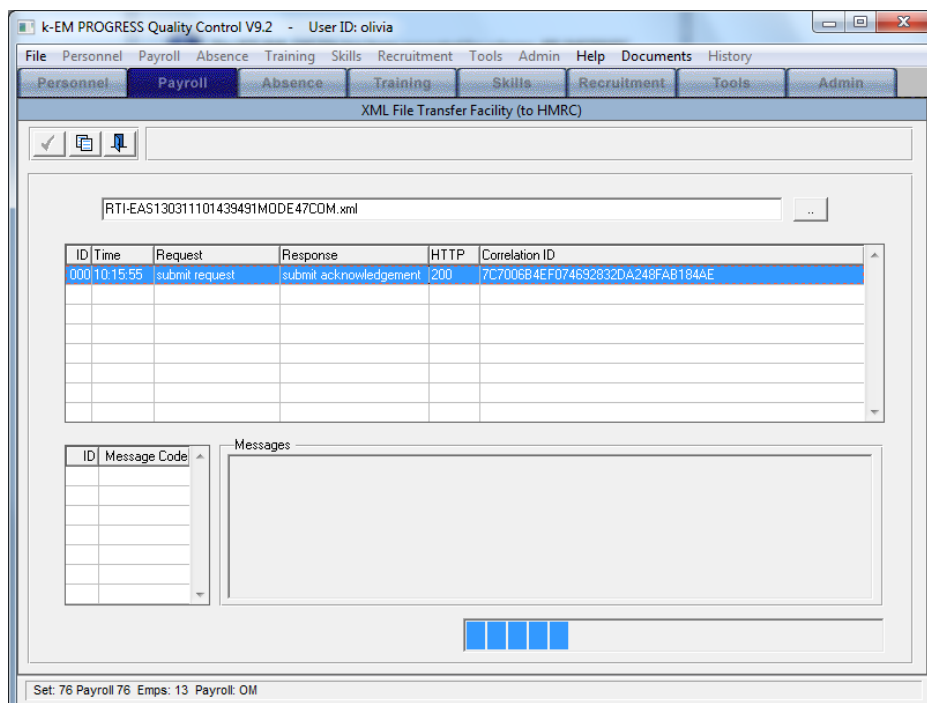 k-EM PROGRESS Quality Control V9.2 - User ID: olivia
File Personnel Payroll Absence Training Skills Recruitment Tools Admin Help Documents History
Personnel Payroll Absence Training Skills Recruitment Tools Admin
XML File Transfer Facility (to HMRC)
RTI-EAS130311101439491MODE47COM.xml
..
ID Time Request Response HTTP Correlation ID
000 10:15:55 submit request submit acknowledgement 200 7C7006B4EF074692832DA248FAB184AE
ID Message Code Messages
Set: 76 Payroll 76 Emps: 13 Payroll: OM